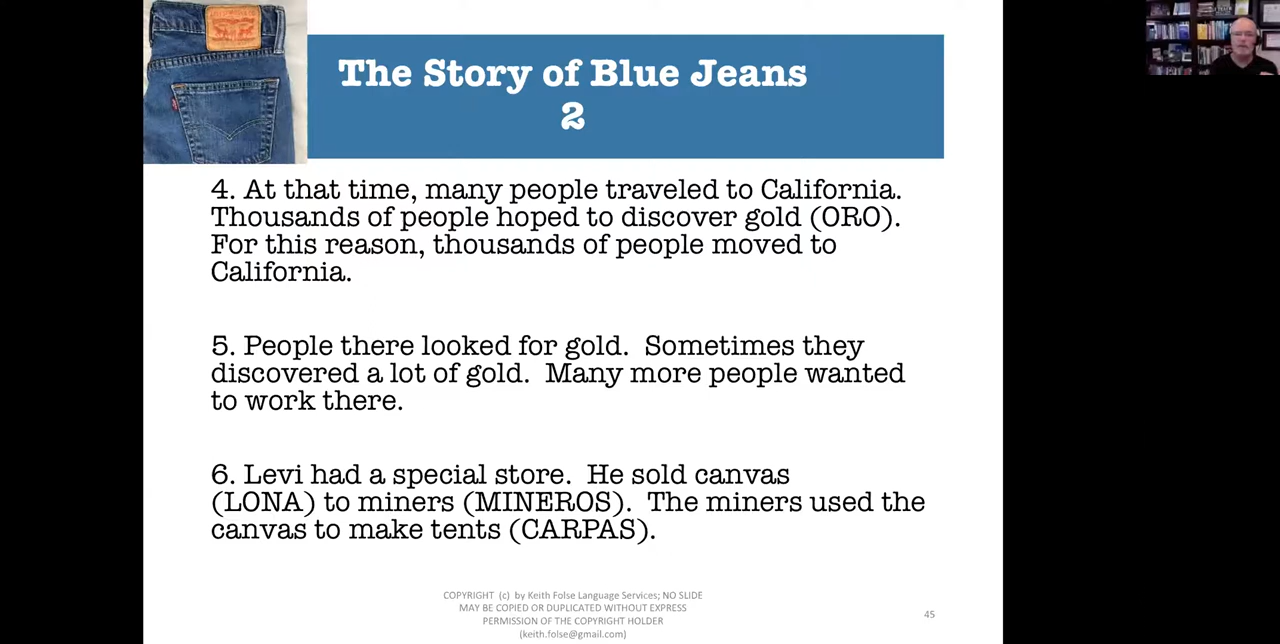 The Story of Blue Jeans
2
4. At that time, many people traveled to California.
Thousands of people hoped to discover gold (ORO).
For this reason, thousands of people moved to
California.
5. People there looked for gold. Sometimes they
discovered a lot of gold. Many more people wanted
to work there.
6. Levi had a special store. He sold canvas
(LONA) to miners (MINEROS). The miners used the
canvas to make tents (CARPAS).
COPYRIGHT (c) by Keith Folse Language Services; NO SLIDE
MAY BE COPIED OR DUPLICATED WITHOUT EXPRESS
PERMISSION OF THE COPYRIGHT HOLDER
(keith.folse@gmail.com)
45